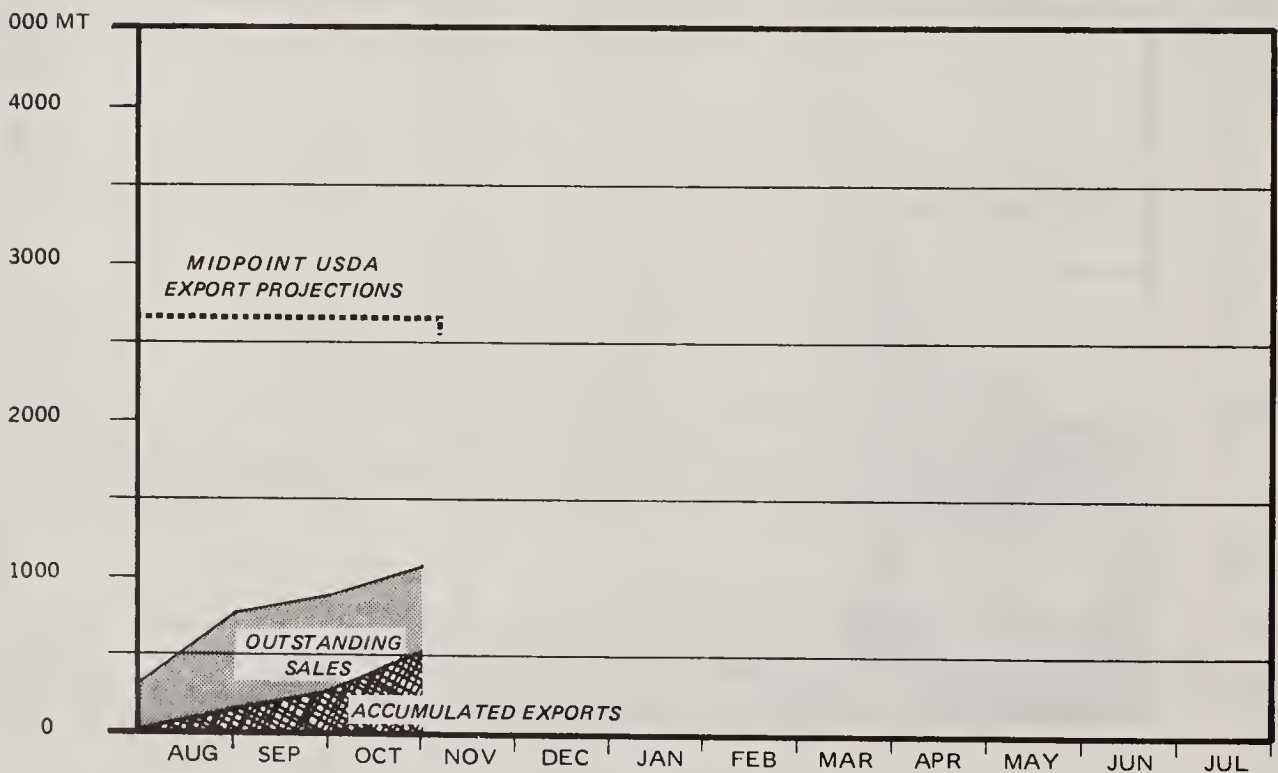 000 MT
4000
3000
MIDPOINT USDA
EXPORT PROJECTIONS
2000
1000
OUTSTANDING
SALES
ACCUMULATED EXPORTS
0
AUG SEP OCT NOV DEC JAN FEB MAR APR MAY JUN JUL